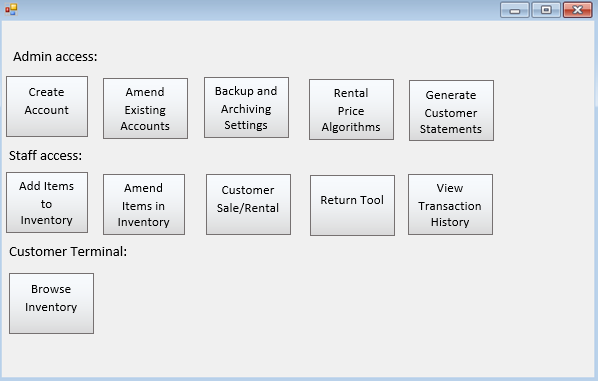 Admin access:
Create
Account
Amend
Existing
Accounts
Backup and
Archiving
Settings
Rental
Price
Algorithms
Generate
Customer
Statements
Staff access:
Add Items
to
Inventory
Amend
Items in
Inventory
Customer
Sale/Rental
Return Tool
View
Transaction
History
Customer Terminal:
Browse
Inventory